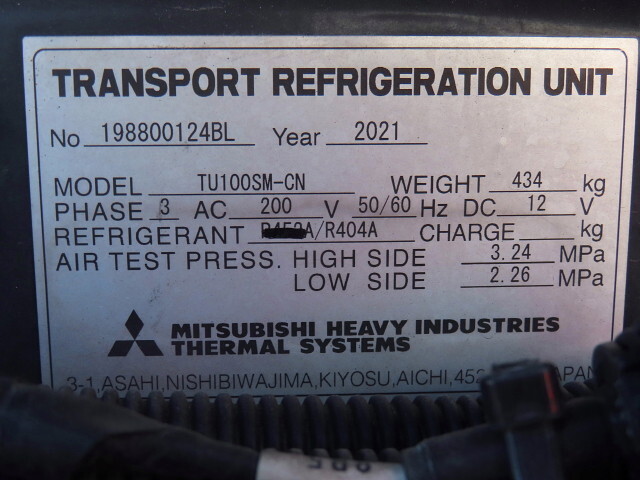 TRANSPORT REFRIGERATION UNIT
No 198800124BL Year 2021
MODEL TU100SM-CN WEIGHT 434 kg
PHASE 3 AC 200 V 50/60 Hz DC 12 V
REFRIGERANT /R404A CHARGE kg
AIR TEST PRESS. HIGH SIDE 3.24 MPa
LOW SIDE 2.26 MPa
MITSUBISHI HEAVY INDUSTRIES
THERMAL SYSTEMS
3-1, ASAHI, NISHIBIWAJIMA, KIYOSU, AICHI, JAPAN